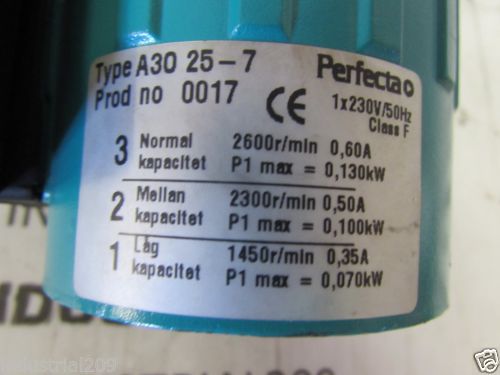 Type A30 25-7
Prod no 0017
Perfecta
CE
1x230V/50Hz
Class F
3 Normal kapacitet 2600r/min 0,60A
P1 max = 0,130kW
2 Mellan kapacitet 2300r/min 0,50A
P1 max = 0,100kW
1 Låg kapacitet 1450r/min 0,35A
P1 max = 0,070kW
industrial209